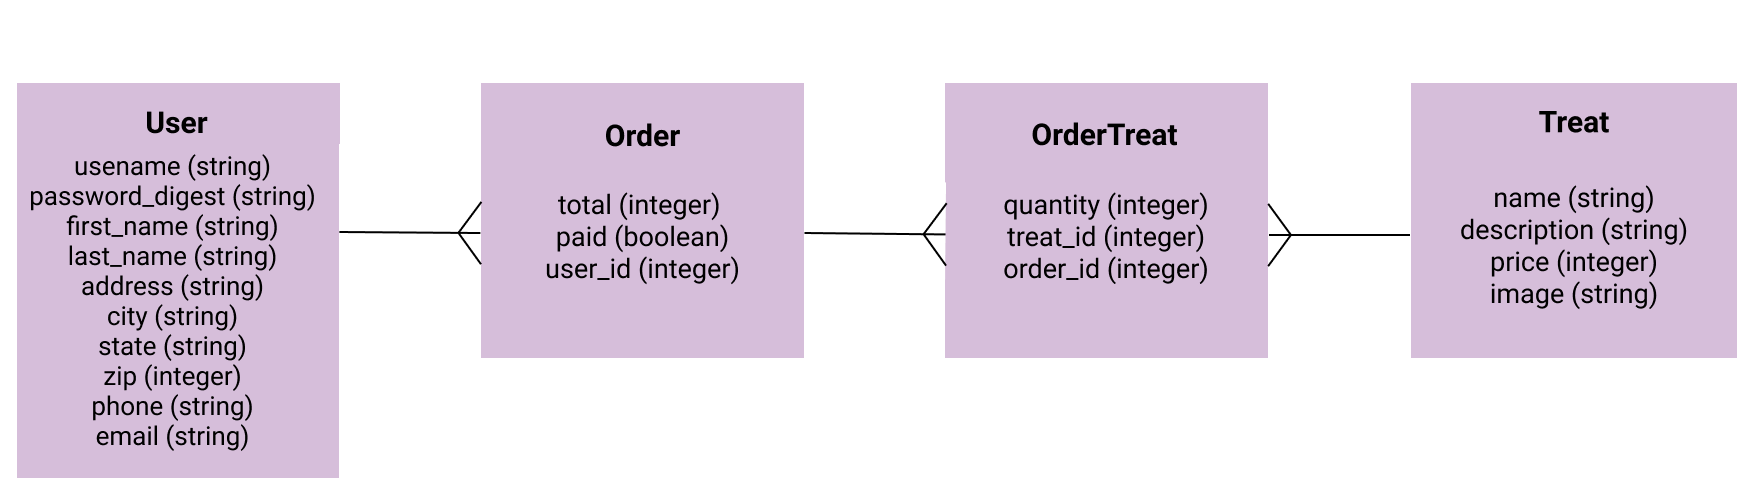 User
usename (string)
password_digest (string)
first_name (string)
last_name (string)
address (string)
city (string)
state (string)
zip (integer)
phone (string)
email (string)
Order
total (integer)
paid (boolean)
user_id (integer)
OrderTreat
quantity (integer)
treat_id (integer)
order_id (integer)
Treat
name (string)
description (string)
price (integer)
image (string)